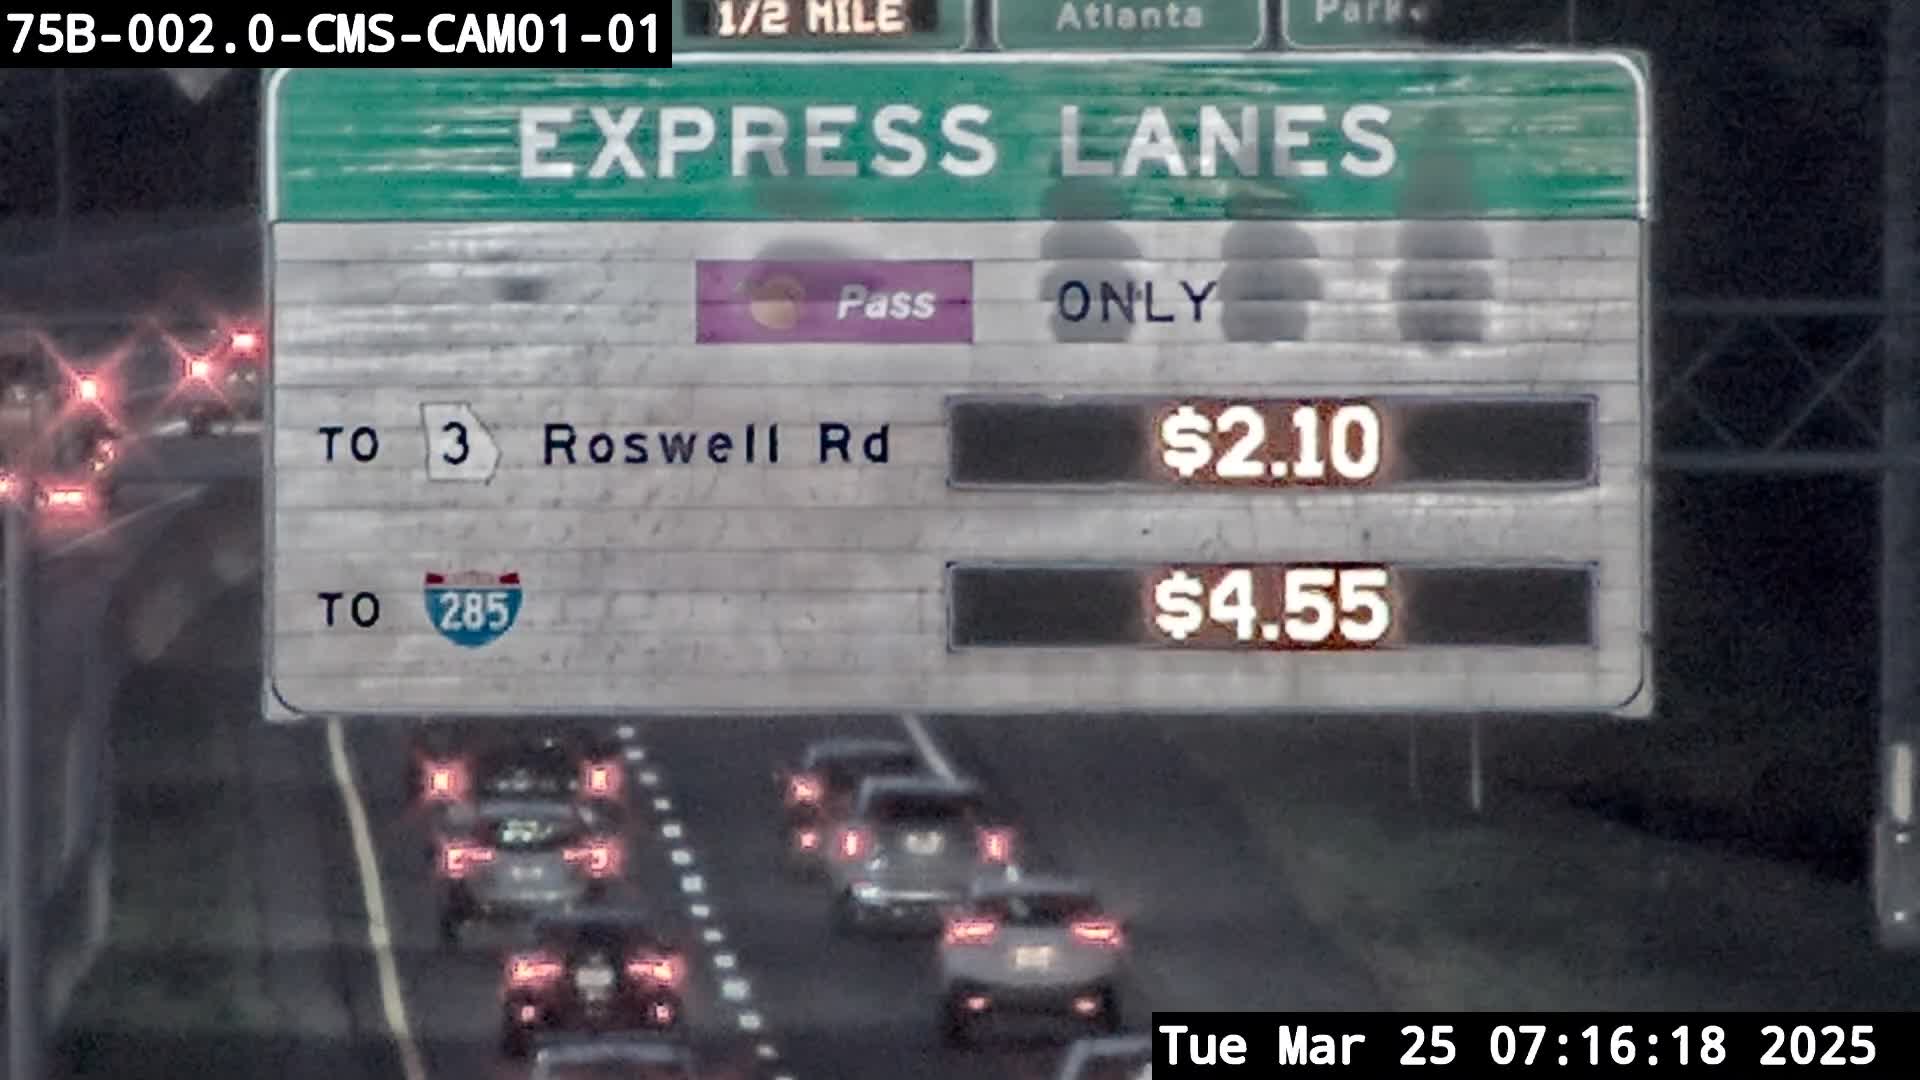 75B-002.0-CMS-CAM01-01
1/2 MILE
Atlanta
Park
EXPRESS LANES
Pass ONLY
TO 3 Roswell Rd $2.10
TO 285 $4.55
Tue Mar 25 07:16:18 2025